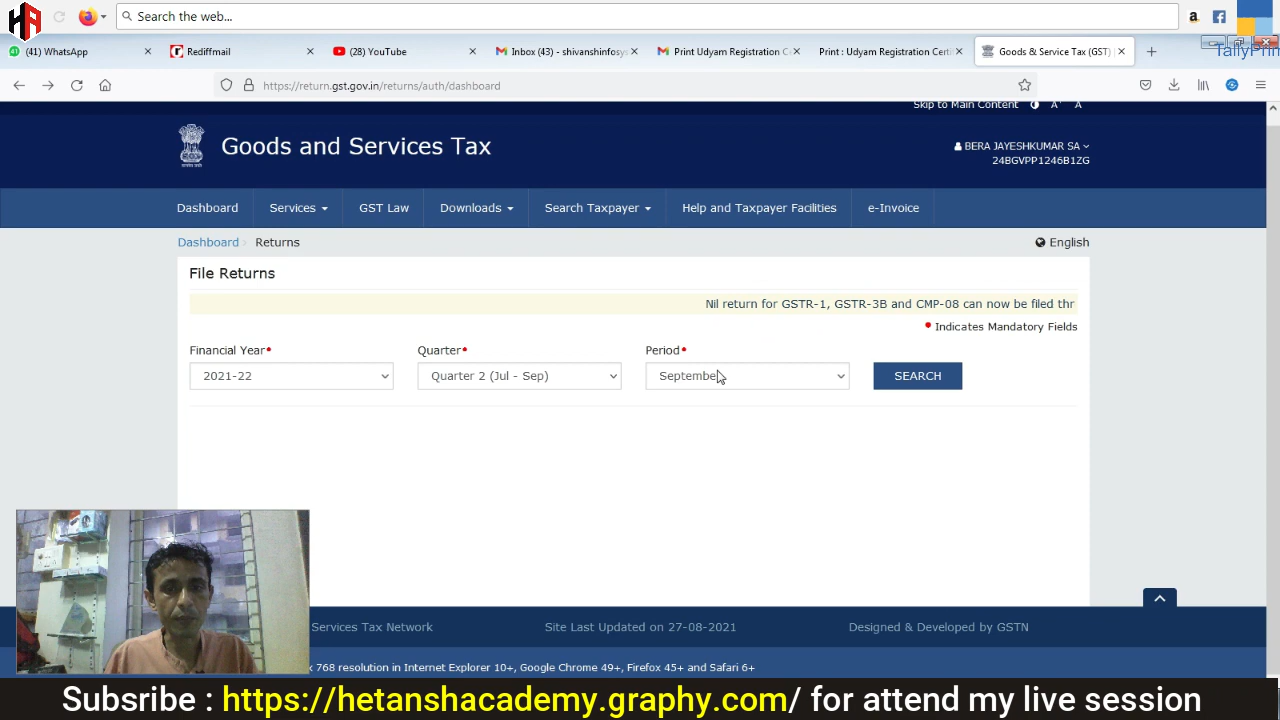 HA
Search the web...
(41) WhatsApp
Rediffmail
(28) YouTube
Inbox (43) - shivanshinfosys
Print Udyam Registration C
Print : Udyam Registration Certi
Goods & Service Tax (GST) |
TallyPrim
https://return.gst.gov.in/returns/auth/dashboard
Skip to Main Content A+ A
Goods and Services Tax
BERA JAYESHKUMAR SA
24BGVPP1246B1ZG
Dashboard Services GST Law Downloads Search Taxpayer Help and Taxpayer Facilities e-Invoice
Dashboard Returns
English
File Returns
Nil return for GSTR-1, GSTR-3B and CMP-08 can now be filed thr
Indicates Mandatory Fields
Financial Year Quarter Period
2021-22 Quarter 2 (Jul - Sep) September SEARCH
Services Tax Network Site Last Updated on 27-08-2021 Designed & Developed by GSTN
x 768 resolution in Internet Explorer 10+, Google Chrome 49+, Firefox 45+ and Safari 6+
Subsribe : https://hetanshacademy.graphy.com/ for attend my live session